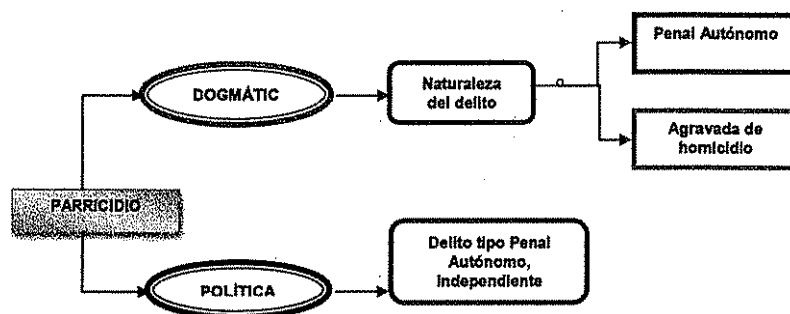 Penal Autónomo
DOGMÁTIC
Naturaleza
del delito
o
Agravada de
homicidio
PARRICIDIO
Delito tipo Penal
Autónomo,
Independiente
POLÍTICA